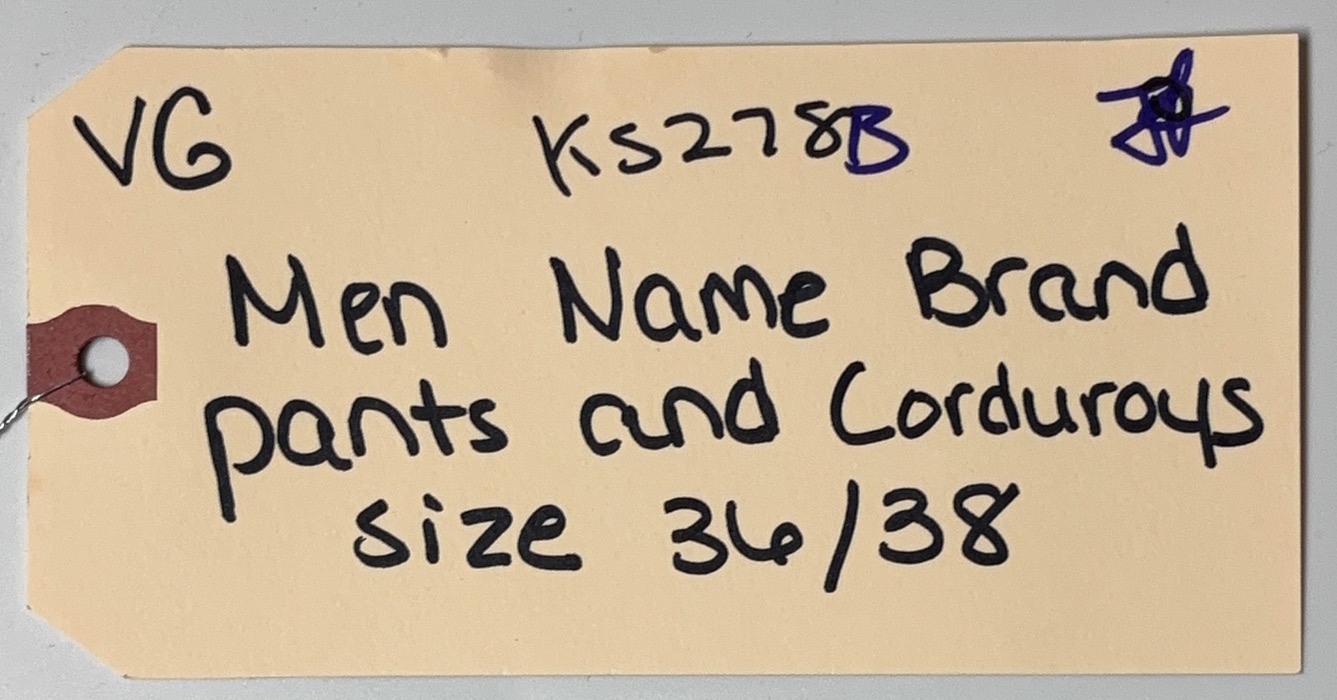 VG KS278B
Men Name Brand
pants and Corduroys
size 36/38